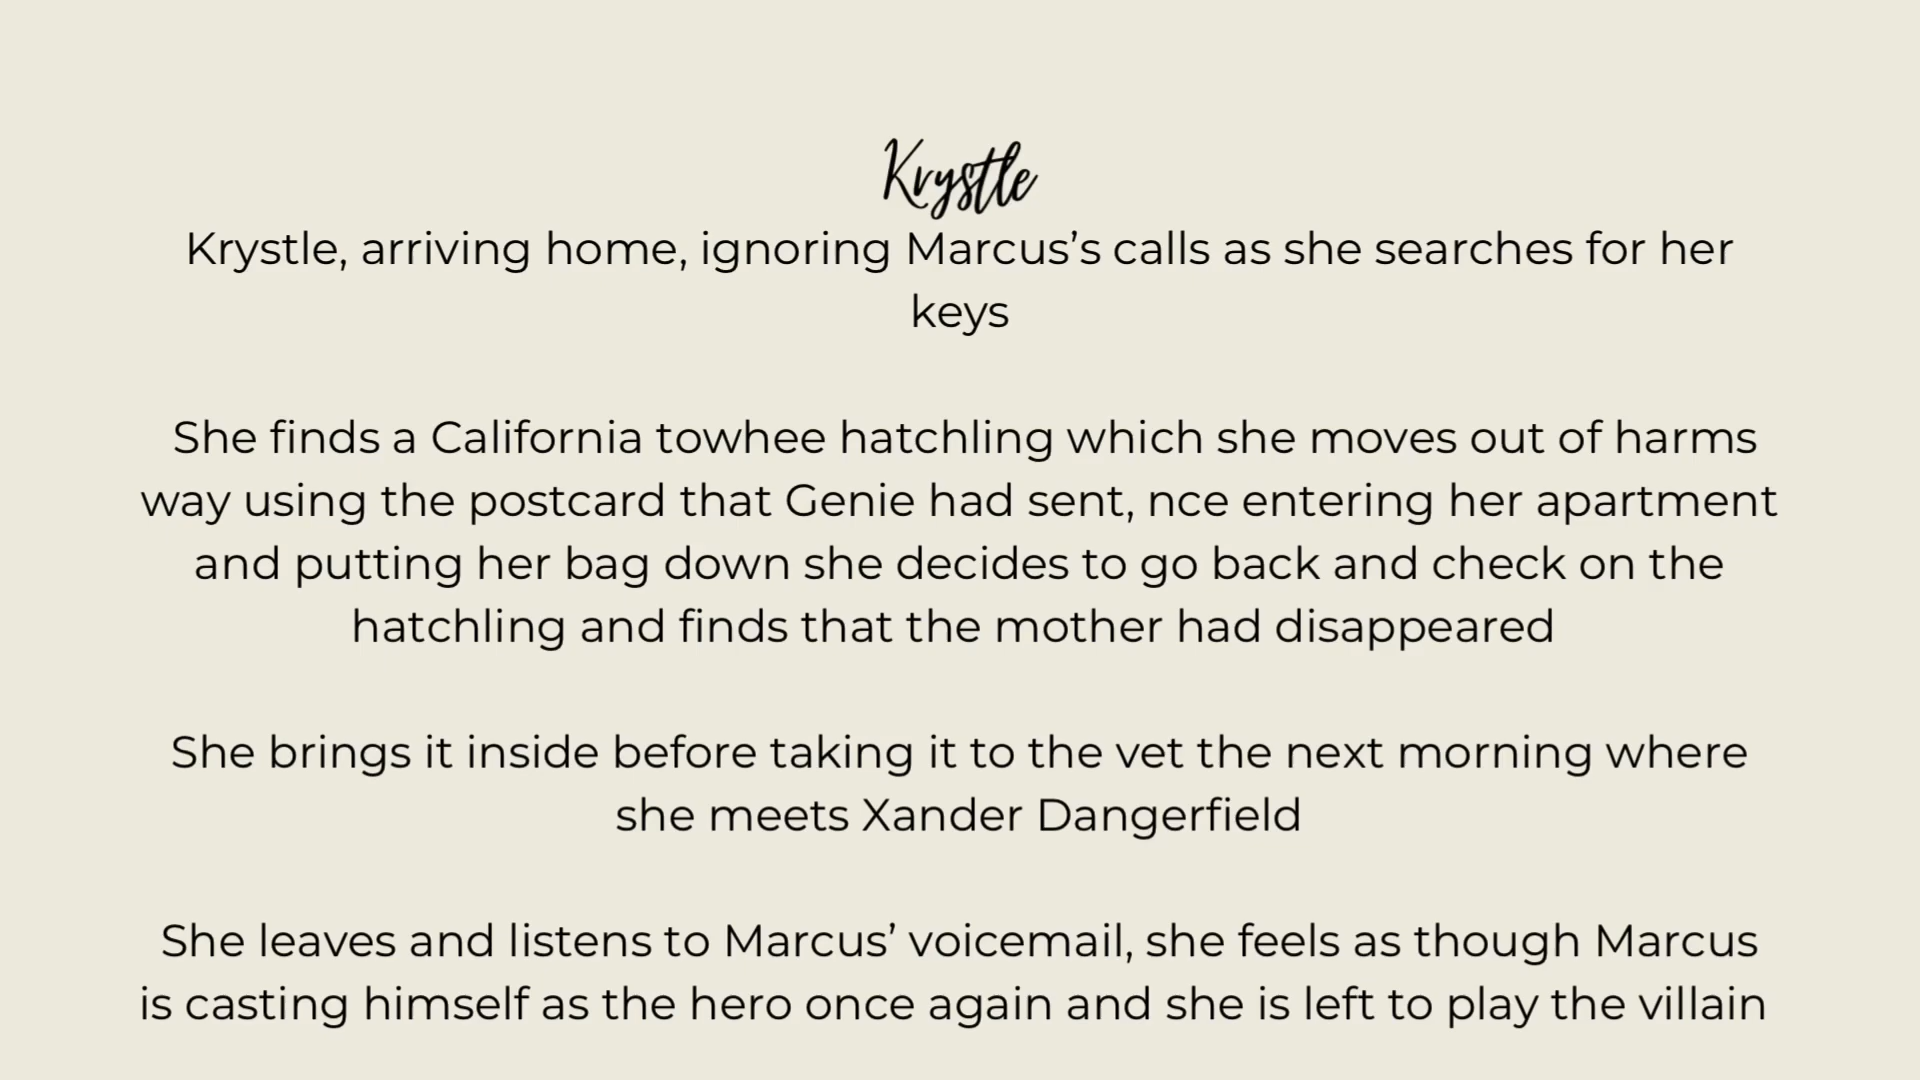 Krystle
Krystle, arriving home, ignoring Marcus’s calls as she searches for her
keys
She finds a California towhee hatchling which she moves out of harms
way using the postcard that Genie had sent, nce entering her apartment
and putting her bag down she decides to go back and check on the
hatchling and finds that the mother had disappeared
She brings it inside before taking it to the vet the next morning where
she meets Xander Dangerfield
She leaves and listens to Marcus’ voicemail, she feels as though Marcus
is casting himself as the hero once again and she is left to play the villain